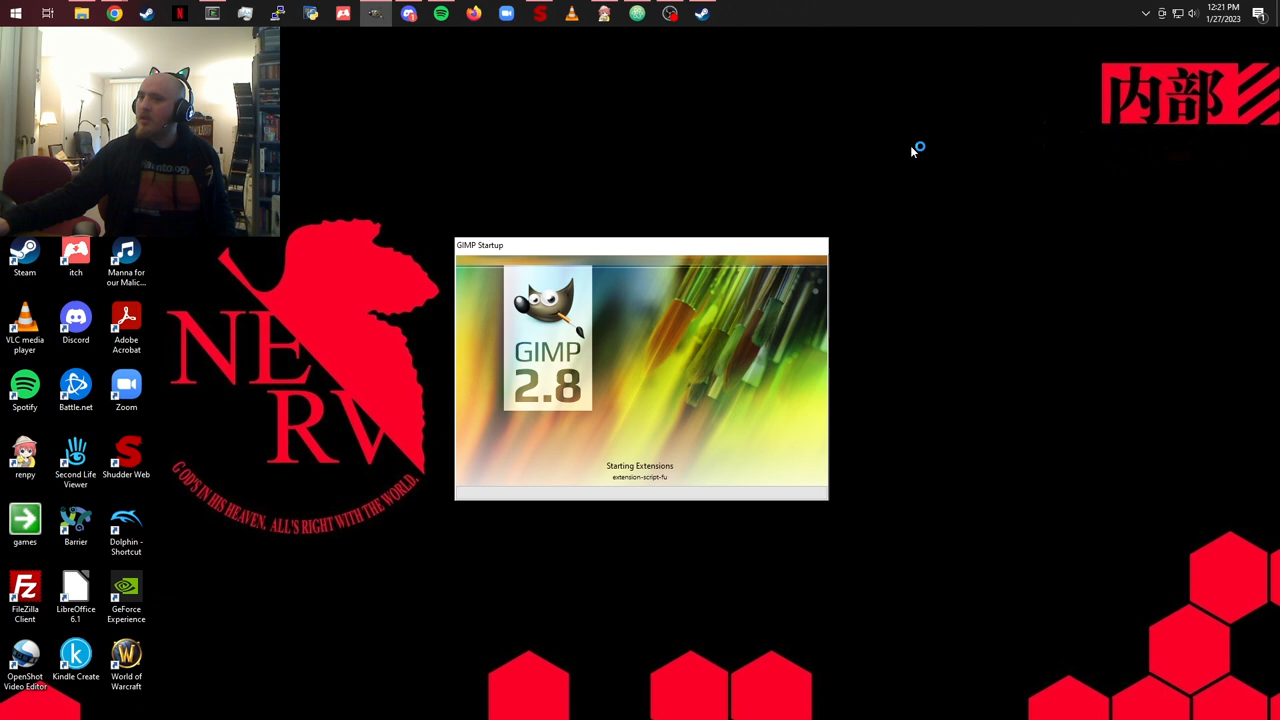 12:21 PM
1/27/2023
内部
Steam
itch
Manna for
our Malic...
VLC media
player
Discord
Adobe
Acrobat
Spotify
Battle.net
Zoom
renpy
Second Life
Viewer
Shudder Web
games
Barrier
Dolphin -
Shortcut
FileZilla
Client
LibreOffice
6.1
GeForce
Experience
OpenShot
Video Editor
Kindle Create
World of
Warcraft
NERV
GOD'S IN HIS HEAVEN, ALL'S RIGHT WITH THE WORLD.
GIMP Startup
GIMP
2.8
Starting Extensions
extension-script-fu